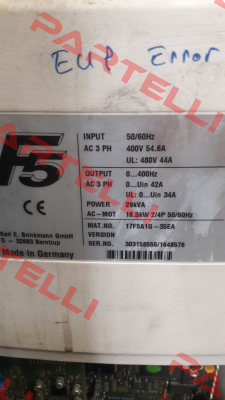 EUP Error
PARTELLI
F5
INPUT 50/60Hz
AC 3 PH 400V 54.6A
UL: 480V 44A
OUTPUT 0...400Hz
AC 3 PH 0...Uin 42A
UL: 0...Uin 34A
POWER 29kVA
AC-MOT 18.5kW 2/4P 50/60Hz
MAT.NO. 17F5A1G-35EA
VERSION
SER.NO. 303158566/1648576
CE
Karl E. Brinkmann GmbH
D - 32683 Barntrup
Made in Germany